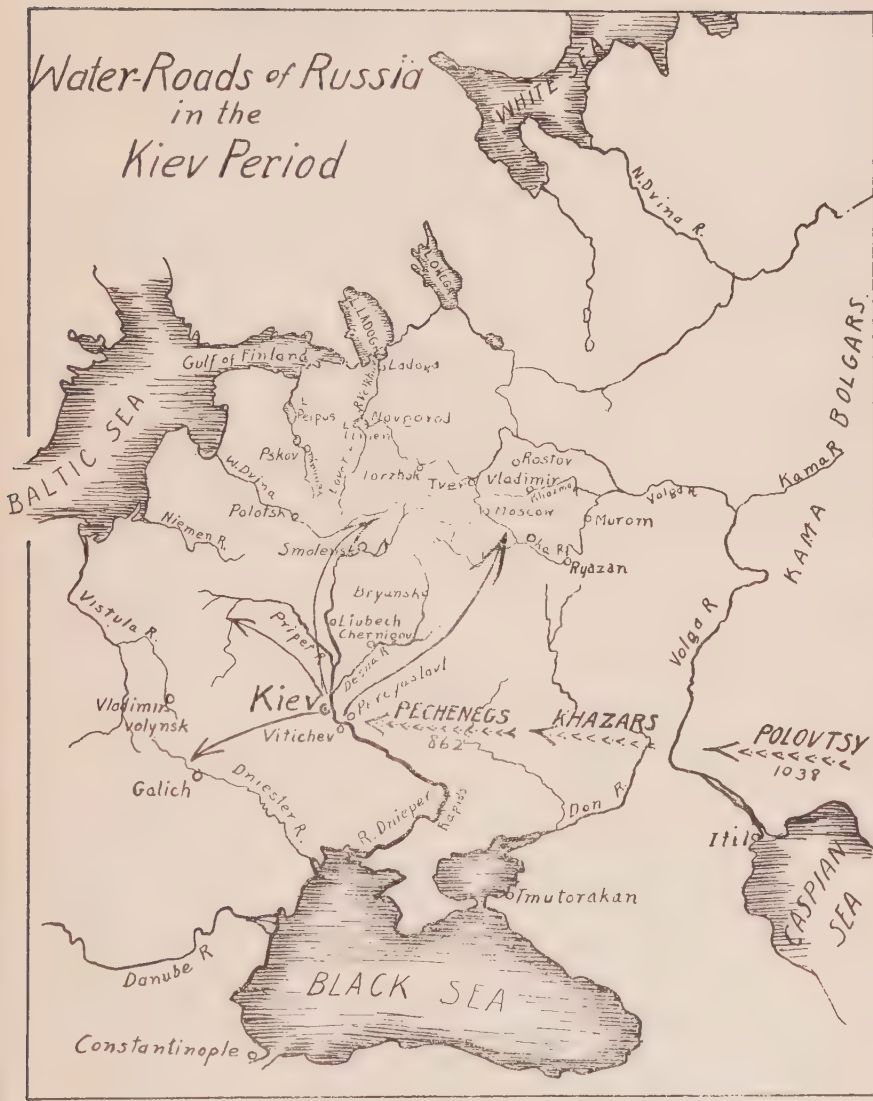 Water-Roads of Russia
in the
Kiev Period
WHITE SEA
N. Dvina R.
L. ONEGA
L. LADOGA
Ladoga
Gulf of Finland
BALTIC SEA
L.
Peipus
Novgorod
L.
Ilmen
Pskov
Lovat R.
Torzhok
Tver
Rostov
Vladimir
Moscow
Murom
Oka R.
Ryazan
Volga R.
Kama R.
KAMA BOLGARS.
W. Dvina
Polotsk
Niemen R.
Smolensk
Bryansk
Vistula R.
Pripet R.
Liubech
Chernigov
Desna R.
Kiev
Pereyaslavl
Vitichev
Vladimir
Volynsk
Galich
Dniester R.
R. Dnieper
Rapids
PECHENEGS
862
KHAZARS
POLOVTSY
1038
Volga R
Don R.
Itil
CASPIAN
SEA
Tmutorakan
Danube R
BLACK SEA
Constantinople